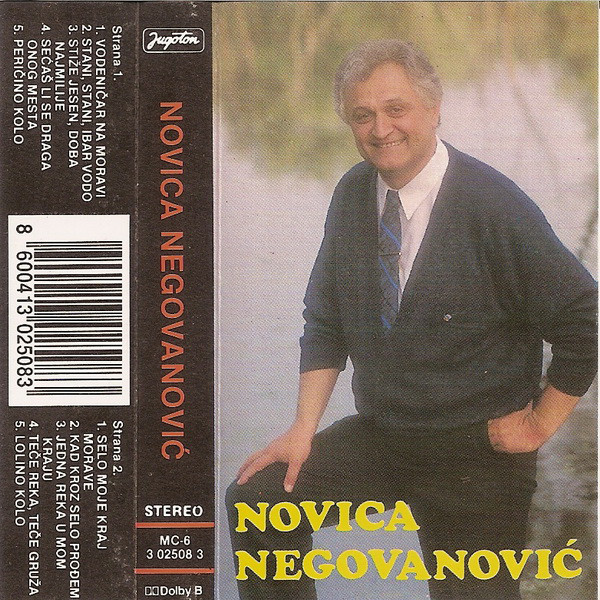 Strana 1.
1. VODENIČAR NA MORAVI
2. STANI, STANI, IBAR VODO
3. STIŽE JESEN, DOBA
NAJMILIJE
4. SEĆAŠ LI SE DRAGA
ONOG MESTA
5. PERIČINO KOLO
8 600413 025083
Strana 2.
1. SELO MOJE KRAJ
MORAVE
2. KAD KROZ SELO PROĐEM
3. JEDNA REKA U MOM
KRAJU
4. TEČE REKA, TEČE GRUŽA
5. LOLINO KOLO
Jugoton
NOVICA NEGOVANOVIĆ
STEREO
MC-6
3 02508 3
Dolby B
NOVICA
NEGOVANOVIĆ